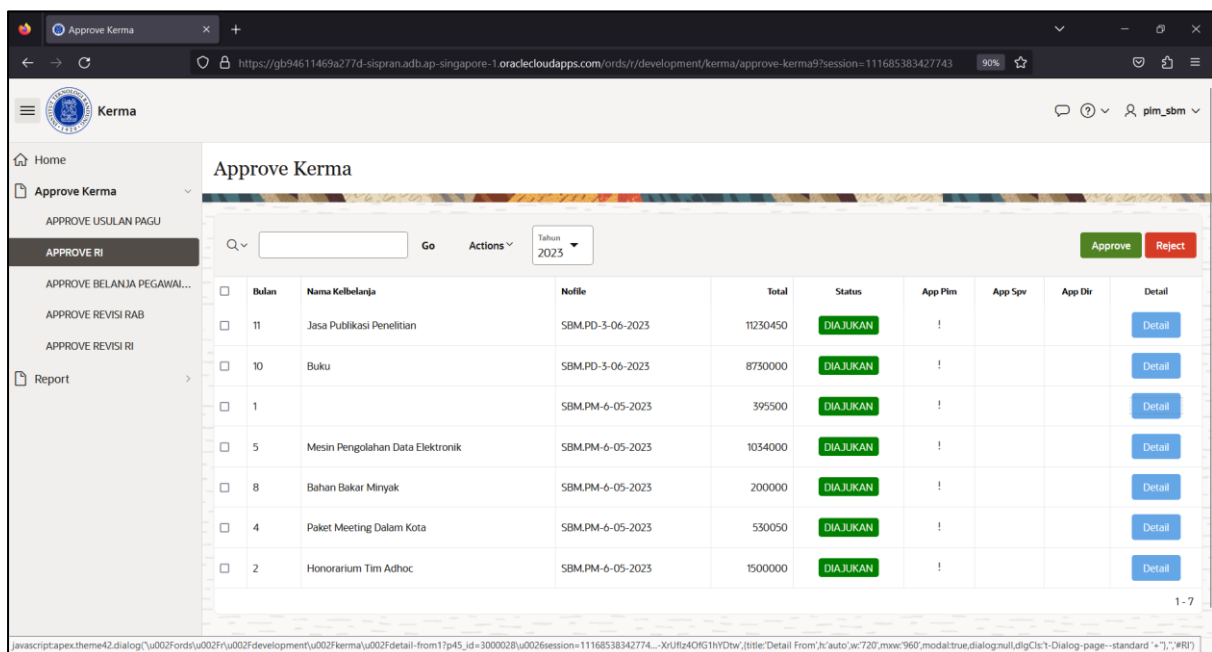 Approve Kerma
https://gb94611469a277d-sispran.adb.ap-singapore-1.oraclecloudapps.com/ords/r/development/kerma/approve-kerma9?session=111685383427743 90%
Kerma pim_sbm
Home
Approve Kerma
APPROVE USULAN PAGU
APPROVE RI
APPROVE BELANJA PEGAWAI...
APPROVE REVISI RAB
APPROVE REVISI RI
Report
Approve Kerma
Go Actions Tahun 2023 Approve Reject
Bulan Nama Kelbelanja Nofile Total Status App Pim App Spv App Dir Detail
11 Jasa Publikasi Penelitian SBM.PD-3-06-2023 11230450 DIAJUKAN ! Detail
10 Buku SBM.PD-3-06-2023 8730000 DIAJUKAN ! Detail
1 SBM.PM-6-05-2023 395500 DIAJUKAN ! Detail
5 Mesin Pengolahan Data Elektronik SBM.PM-6-05-2023 1034000 DIAJUKAN ! Detail
8 Bahan Bakar Minyak SBM.PM-6-05-2023 200000 DIAJUKAN ! Detail
4 Paket Meeting Dalam Kota SBM.PM-6-05-2023 530050 DIAJUKAN ! Detail
2 Honorarium Tim Adhoc SBM.PM-6-05-2023 1500000 DIAJUKAN ! Detail
1 - 7